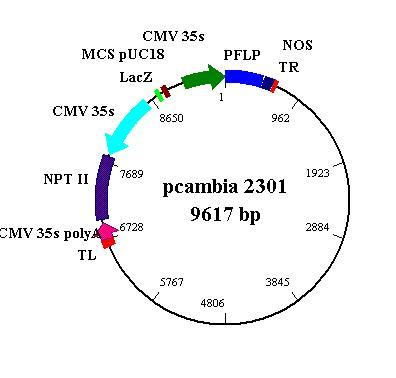 CMV 35s
MCS pUC18
LacZ
PFLP
NOS
TR
CMV 35s
8650
1
962
NPT II
7689
1923
pcambia 2301
9617 bp
CMV 35s polyA
6728
2884
TL
5767
3845
4806